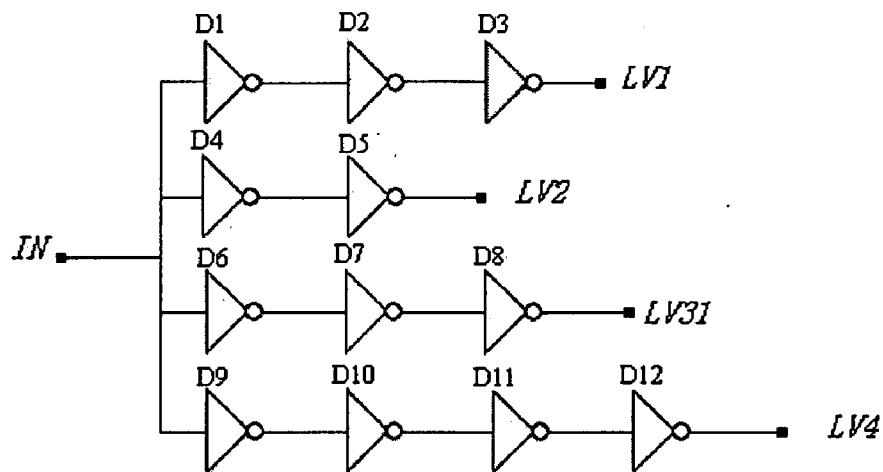 D1 D2 D3
LV1
D4 D5
LV2
IN
D6 D7 D8
LV31
D9 D10 D11 D12
LV4